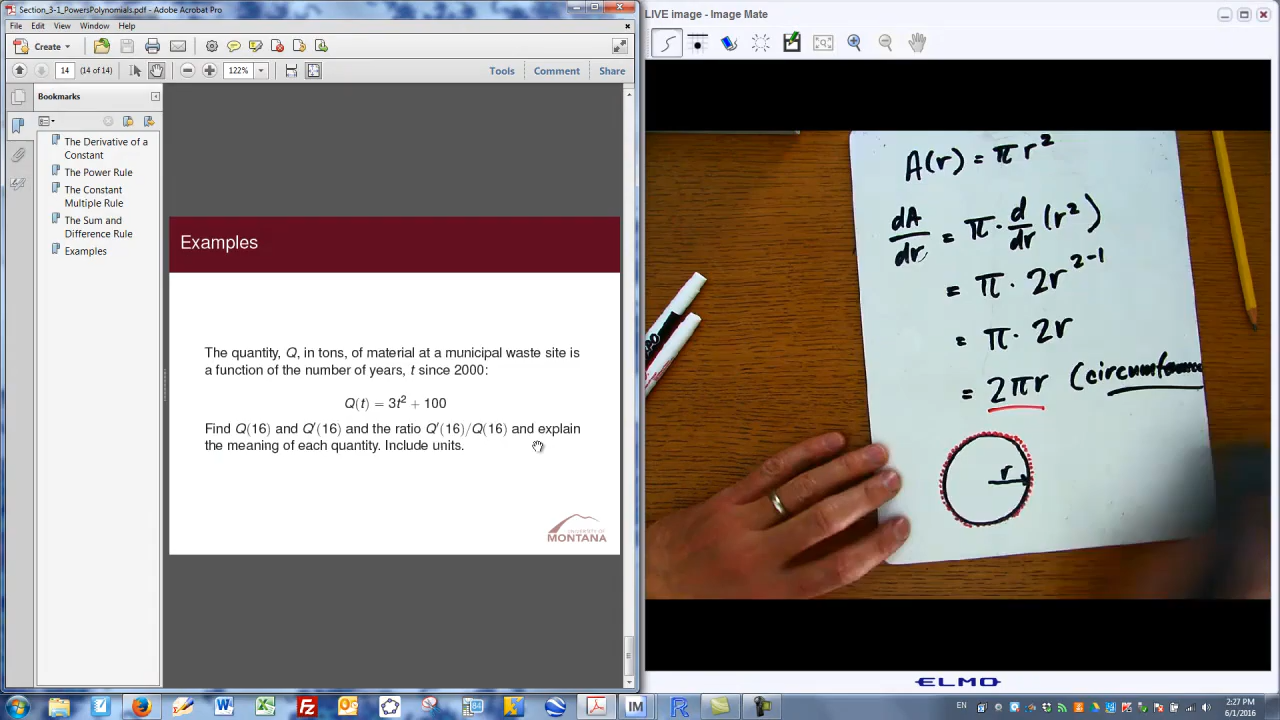 Section_3-1_PowersPolynomials.pdf - Adobe Acrobat Pro
File Edit View Window Help
Create
14 (14 of 14) 122% Tools Comment Share
Bookmarks
The Derivative of a
Constant
The Power Rule
The Constant
Multiple Rule
The Sum and
Difference Rule
Examples
Examples
The quantity, Q, in tons, of material at a municipal waste site is
a function of the number of years, t since 2000:
Q(t) = 3t² + 100
Find Q(16) and Q′(16) and the ratio Q′(16)/Q(16) and explain
the meaning of each quantity. Include units.
UNIVERSITY OF
MONTANA
LIVE image - Image Mate
A(r) = π r²
dA/dr = π · d/dr (r²)
= π · 2r²⁻¹
= π · 2r
= 2πr (circumference
r
ELMO
IM
EN
2:27 PM
6/1/2016